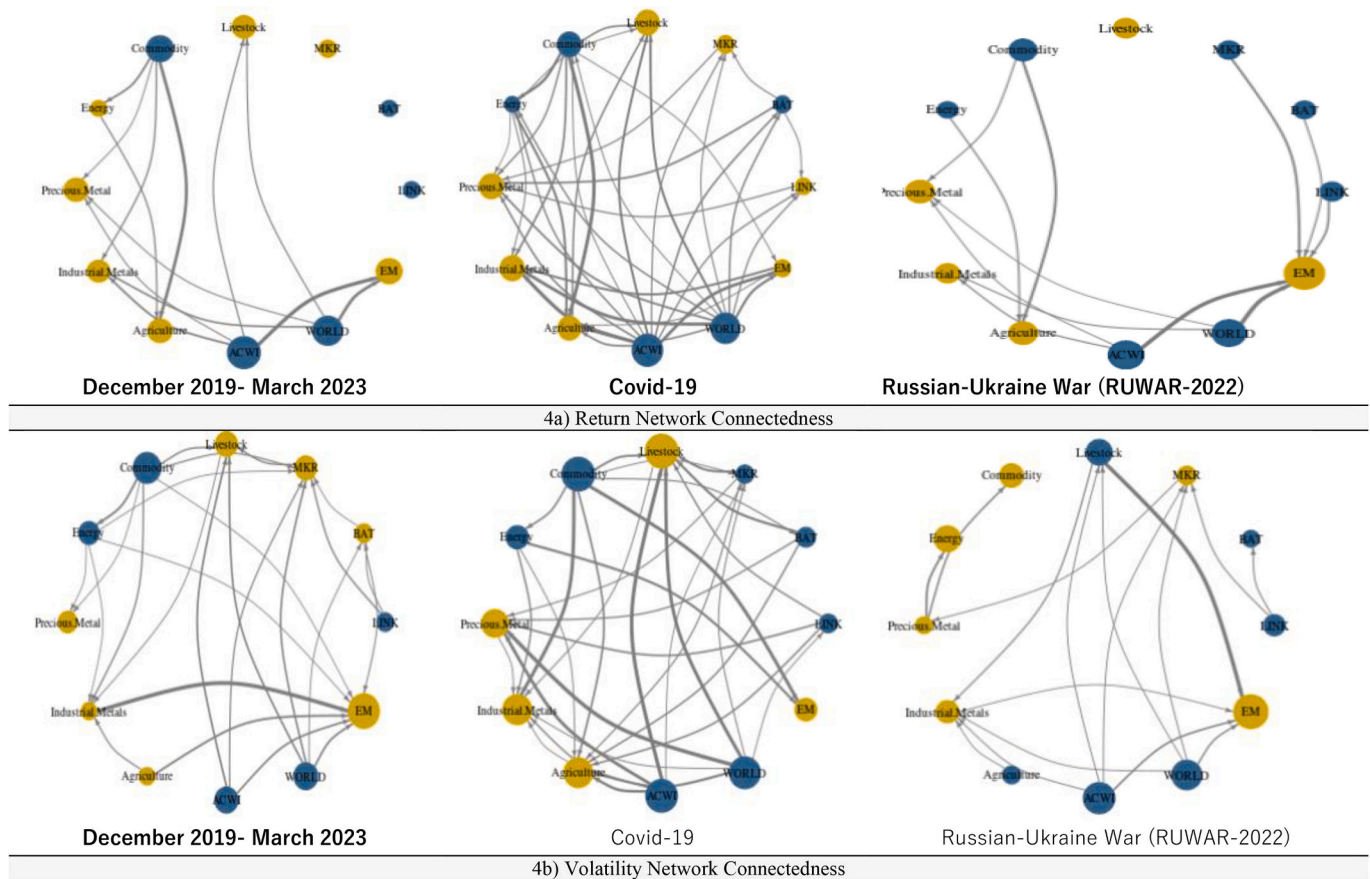 Livestock
MKR
Commodity
BAT
Energy
LINK
Precious.Metal
Industrial.Metals
EM
Agriculture
WORLD
ACWI
December 2019- March 2023
Livestock
Commodity
MKR
Energy
BAT
Precious.Metal
LINK
Industrial.Metals
EM
Agriculture
WORLD
ACWI
Covid-19
Livestock
Commodity
MKR
Energy
BAT
recious.Metal
LINK
Industrial.Metals
EM
Agriculture
WORLD
ACWI
Russian-Ukraine War (RUWAR-2022)
4a) Return Network Connectedness
Livestock
Commodity
MKR
Energy
BAT
Precious.Metal
LINK
Industrial.Metals
EM
Agriculture
WORLD
ACWI
December 2019- March 2023
Livestock
Commodity
MKR
Energy
BAT
Precious.Metal
LINK
Industrial.Metals
EM
Agriculture
WORLD
ACWI
Covid-19
Livestock
Commodity
MKR
Energy
BAT
Precious.Metal
LINK
Industrial.Metals
EM
Agriculture
WORLD
ACWI
Russian-Ukraine War (RUWAR-2022)
4b) Volatility Network Connectedness